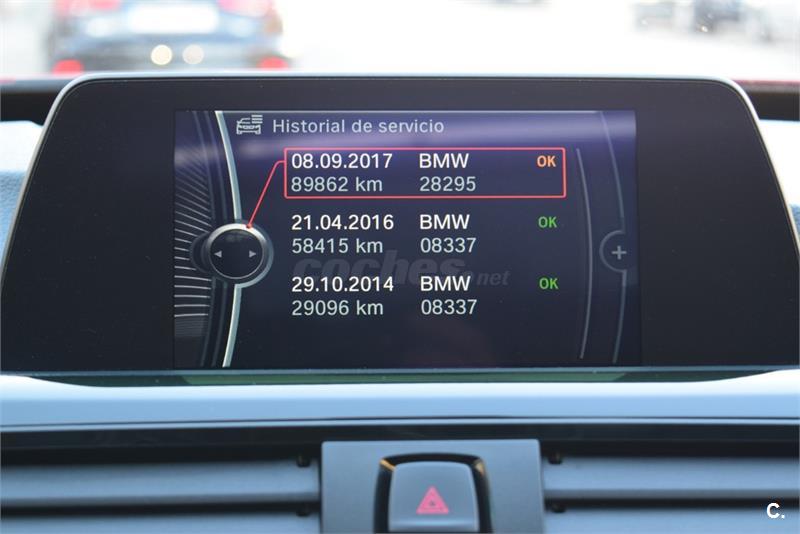 Historial de servicio
08.09.2017 BMW OK
89862 km 28295
21.04.2016 BMW OK
58415 km 08337
coches.net
29.10.2014 BMW OK
29096 km 08337
C.